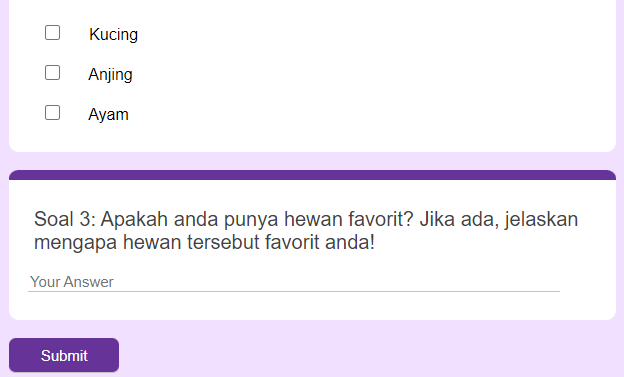 Kucing
Anjing
Ayam
Soal 3: Apakah anda punya hewan favorit? Jika ada, jelaskan
mengapa hewan tersebut favorit anda!
Your Answer
Submit